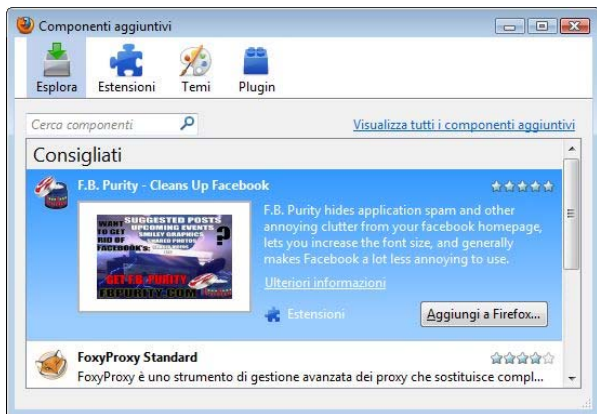 Componenti aggiuntivi
Esplora
Estensioni
Temi
Plugin
Cerca componenti
Visualizza tutti i componenti aggiuntivi
Consigliati
F.B. Purity - Cleans Up Facebook
WANT TO GET RID OF FACEBOOK's:
SUGGESTED POSTS
UPCOMING EVENTS
SMILEY GRAPHICS
SHARED PHOTOS
?
GET F.B. PURITY
FBPURITY.COM
F.B. Purity hides application spam and other
annoying clutter from your facebook homepage,
lets you increase the font size, and generally
makes Facebook a lot less annoying to use.
Ulteriori informazioni
Estensioni
Aggiungi a Firefox...
FoxyProxy Standard
FoxyProxy è uno strumento di gestione avanzata dei proxy che sostituisce compl...